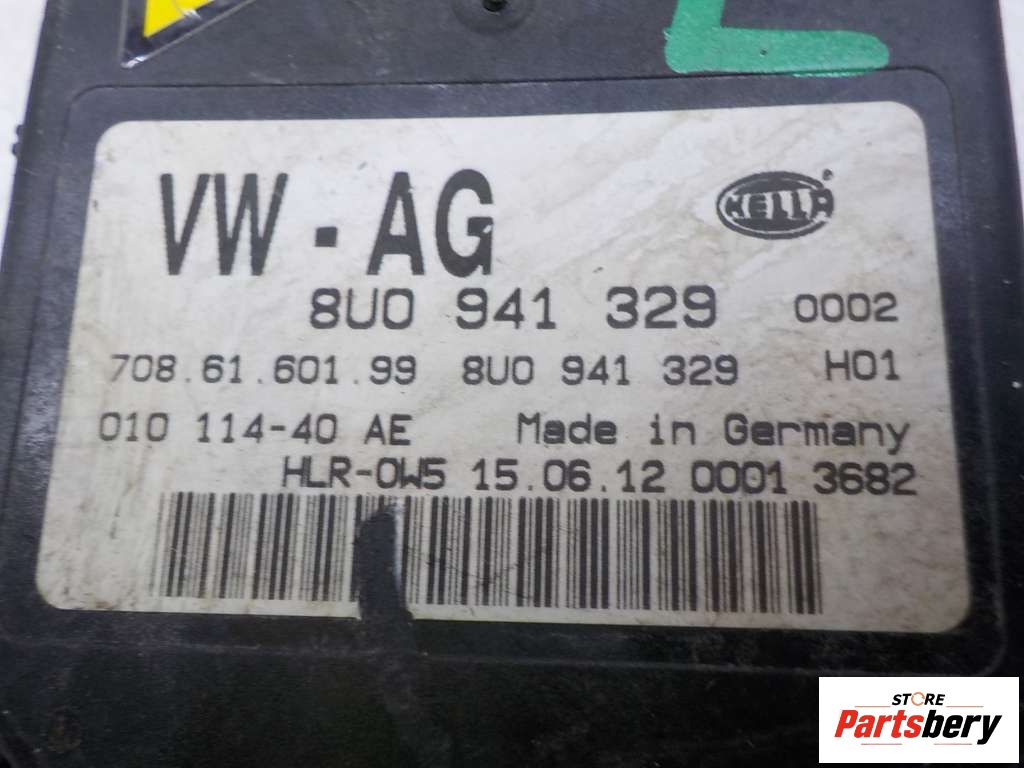 VW - AG
HELLA
8U0 941 329 0002
708.61.601.99 8U0 941 329 H01
010 114-40 AE Made in Germany
HLR-0W5 15.06.12 0001 3682
STORE
Partsbery